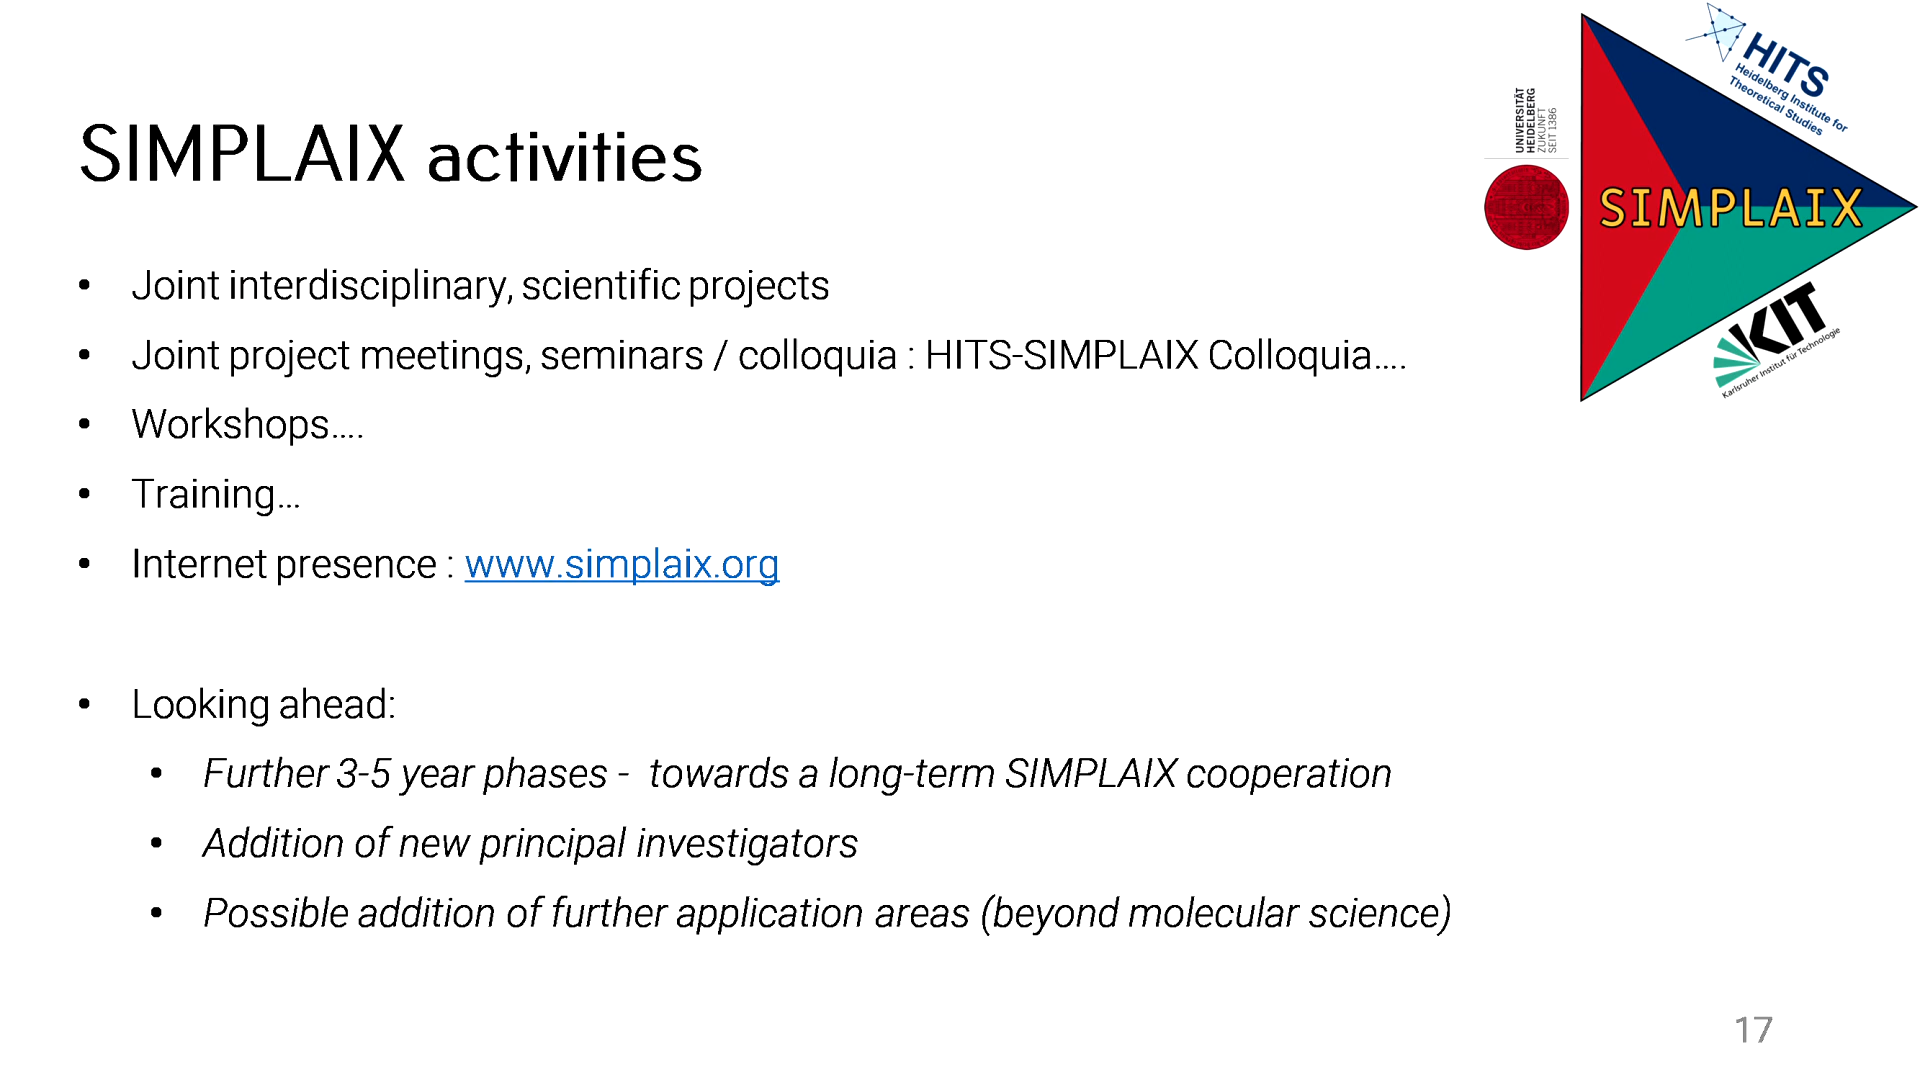 SIMPLAIX activities
• Joint interdisciplinary, scientific projects
• Joint project meetings, seminars / colloquia : HITS-SIMPLAIX Colloquia....
• Workshops....
• Training...
• Internet presence : www.simplaix.org
• Looking ahead:
• Further 3-5 year phases - towards a long-term SIMPLAIX cooperation
• Addition of new principal investigators
• Possible addition of further application areas (beyond molecular science)
UNIVERSITÄT
HEIDELBERG
ZUKUNFT
SEIT 1386
HITS
Heidelberg Institute for
Theoretical Studies
SIMPLAIX
KIT
Karlsruher Institut für Technologie
17